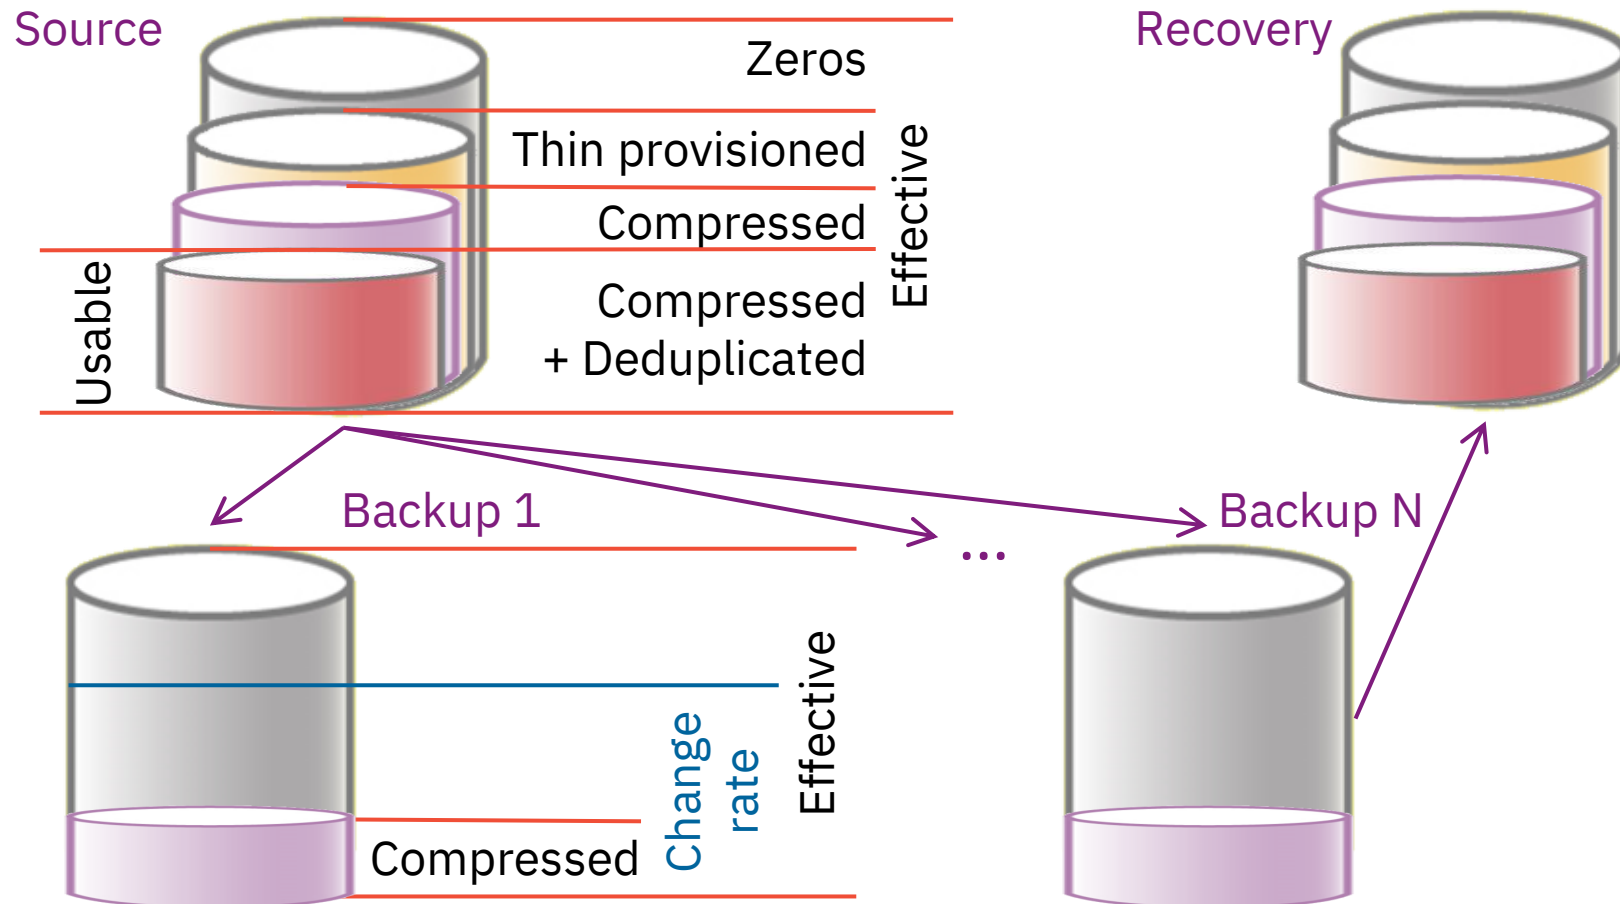 Source
Recovery
Zeros
Thin provisioned
Compressed
Effective
Usable
Compressed
+ Deduplicated
Backup 1
...
Backup N
Effective
Change
rate
Compressed